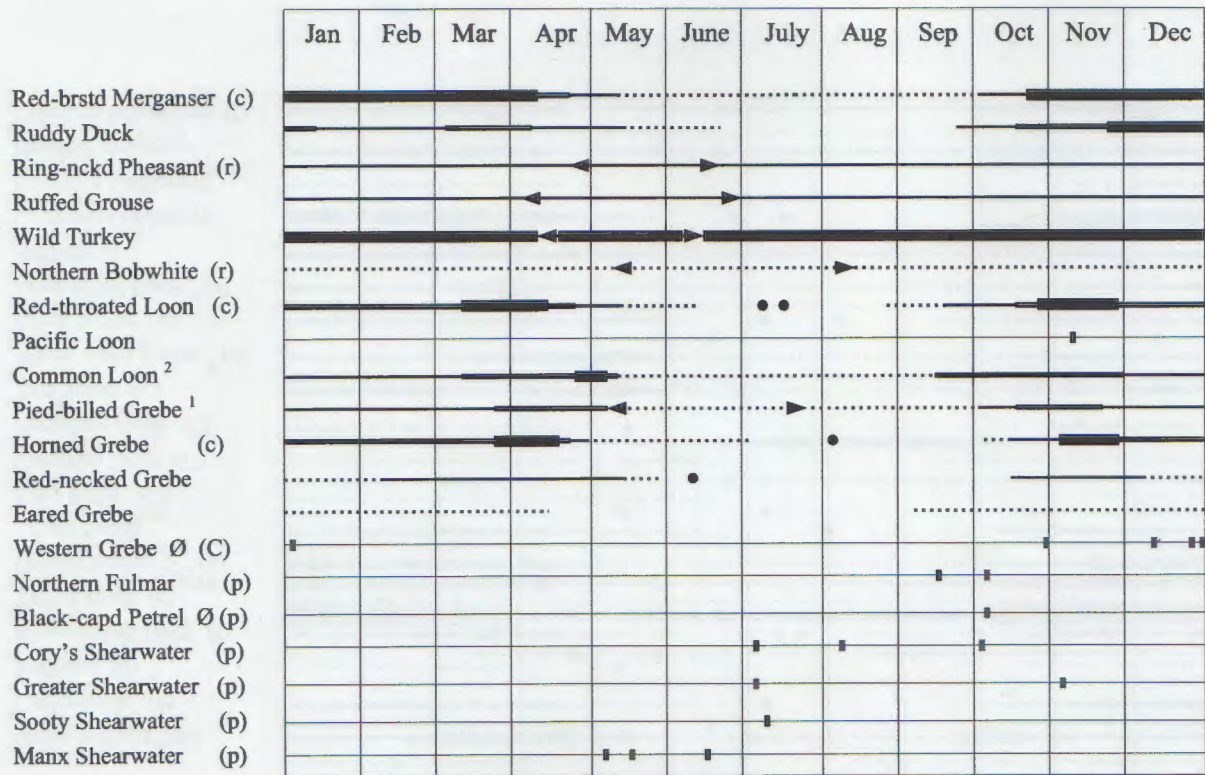 Jan Feb Mar Apr May June July Aug Sep Oct Nov Dec
Red-brstd Merganser (c)
Ruddy Duck
Ring-nckd Pheasant (r)
Ruffed Grouse
Wild Turkey
Northern Bobwhite (r)
Red-throated Loon (c)
Pacific Loon
Common Loon ²
Pied-billed Grebe ¹
Horned Grebe (c)
Red-necked Grebe
Eared Grebe
Western Grebe Ø (C)
Northern Fulmar (p)
Black-capd Petrel Ø (p)
Cory's Shearwater (p)
Greater Shearwater (p)
Sooty Shearwater (p)
Manx Shearwater (p)